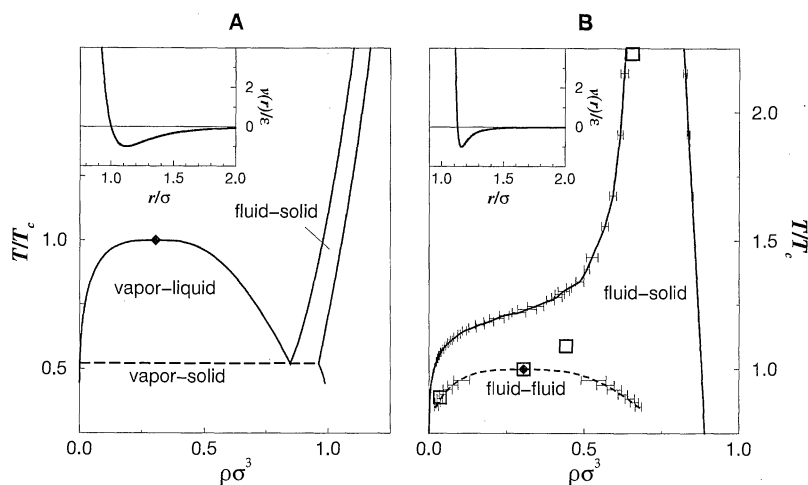 A
B
2
0
v(r)/ε
1.0
1.5
2.0
r/σ
2
0
v(r)/ε
1.0
1.5
2.0
r/σ
2.0
1.5
1.0
T/Tc
fluid–solid
T/Tc
1.0
vapor–liquid
fluid–solid
0.5
vapor–solid
fluid–fluid
0.0
0.5
1.0
ρσ³
0.0
0.5
1.0
ρσ³